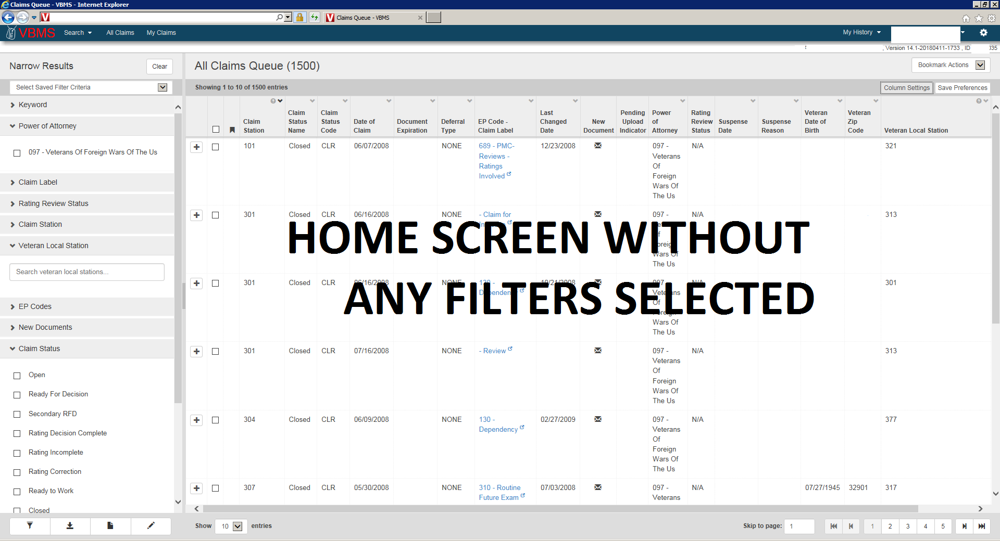 Claims Queue - VBMS - Internet Explorer
Claims Queue - VBMS
VBMS Search All Claims My Claims My History
, Version 14.1-20180411-1733 , ID 035
Narrow Results Clear
Select Saved Filter Criteria
Keyword
Power of Attorney
097 - Veterans Of Foreign Wars Of The Us
Claim Label
Rating Review Status
Claim Station
Veteran Local Station
Search veteran local stations...
EP Codes
New Documents
Claim Status
Open
Ready For Decision
Secondary RFD
Rating Decision Complete
Rating Incomplete
Rating Correction
Ready to Work
Closed
All Claims Queue (1500) Bookmark Actions
Showing 1 to 10 of 1500 entries Column Settings Save Preferences
Claim Station
Claim Status Name
Claim Status Code
Date of Claim
Document Expiration
Deferral Type
EP Code - Claim Label
Last Changed Date
New Document
Pending Upload Indicator
Power of Attorney
Rating Review Status
Suspense Date
Suspense Reason
Veteran Date of Birth
Veteran Zip Code
Veteran Local Station
101 Closed CLR 06/07/2008 NONE 689 - PMC- 12/23/2008 097 - N/A 321
Reviews - Veterans
Ratings Of
Involved Foreign
Wars Of
The Us
301 Closed CLR 06/16/2008 NONE - Claim for 097 - N/A 313
HOME SCREEN WITHOUT
Wars Of
The Us
301 Closed CLR 06/16/2008 NONE 130 - 10/21/2008 097 - N/A 301
ANY FILTERS SELECTED
Wars Of
The Us
301 Closed CLR 07/16/2008 NONE - Review 097 - N/A 313
Veterans
Of
Foreign
Wars Of
The Us
304 Closed CLR 06/09/2008 NONE 130 - 02/27/2009 097 - N/A 377
Dependency Veterans
Of
Foreign
Wars Of
The Us
307 Closed CLR 05/30/2008 NONE 310 - Routine 07/03/2008 097 - N/A 07/27/1945 32901 317
Future Exam Veterans
Show 10 entries Skip to page: 1 1 2 3 4 5